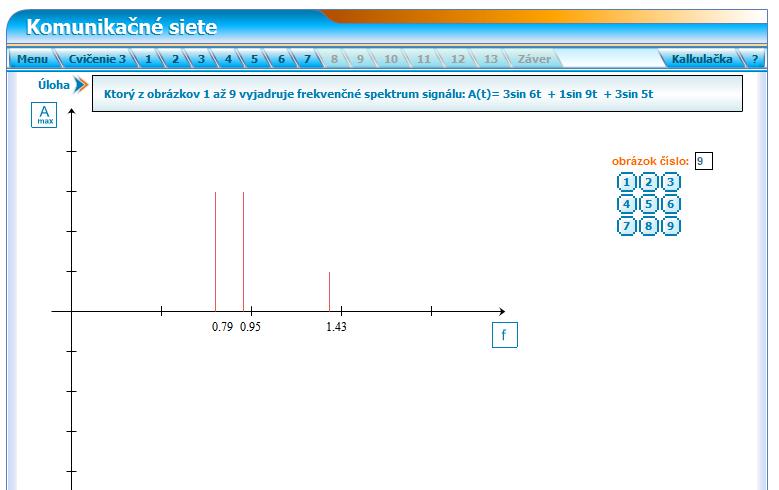 Komunikačné siete
Menu Cvičenie 3 1 2 3 4 5 6 7 8 9 10 11 12 13 Záver Kalkulačka ?
Úloha
Ktorý z obrázkov 1 až 9 vyjadruje frekvenčné spektrum signálu: A(t)= 3sin 6t + 1sin 9t + 3sin 5t
A
max
obrázok číslo: 9
1 2 3
4 5 6
7 8 9
0.79 0.95 1.43
f